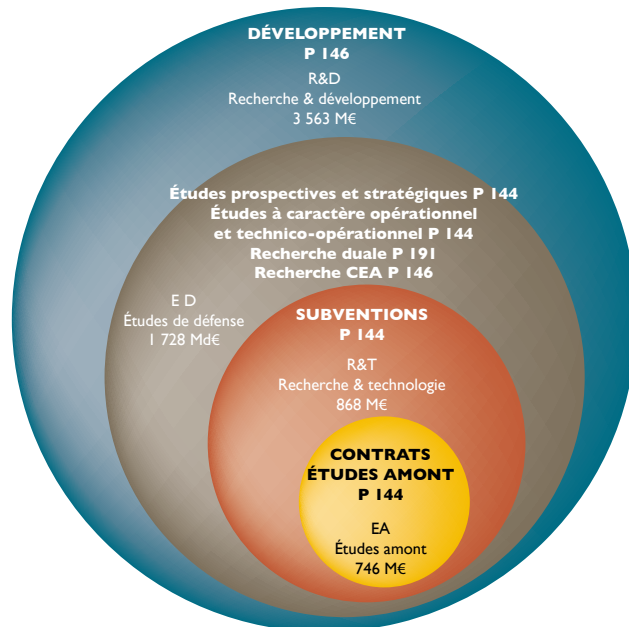 DÉVELOPPEMENT
P 146
R&D
Recherche & développement
3 563 M€
Études prospectives et stratégiques P 144
Études à caractère opérationnel
et technico-opérationnel P 144
Recherche duale P 191
Recherche CEA P 146
E D
Études de défense
1 728 Md€
SUBVENTIONS
P 144
R&T
Recherche & technologie
868 M€
CONTRATS
ÉTUDES AMONT
P 144
EA
Études amont
746 M€